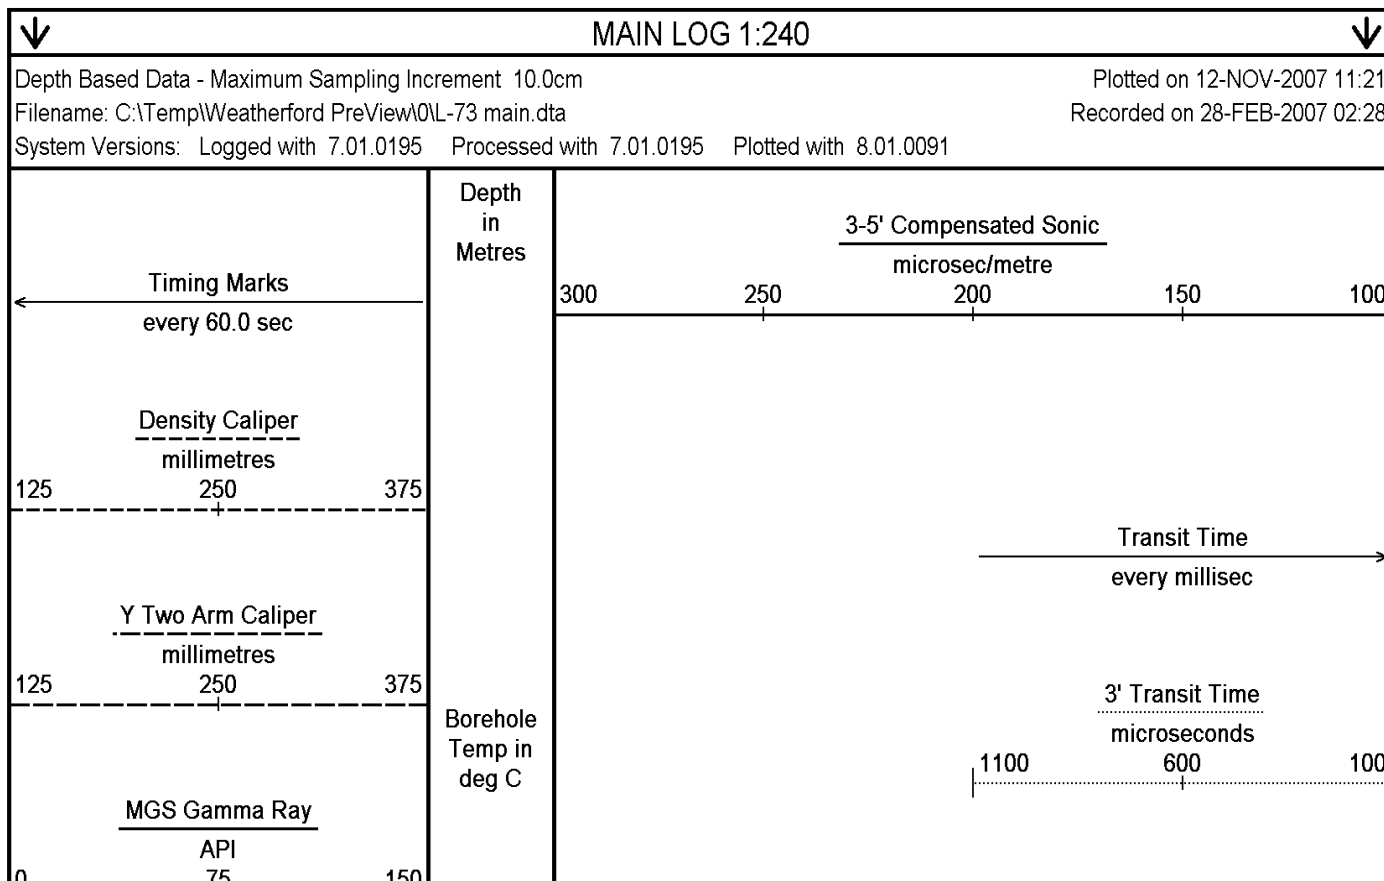 MAIN LOG 1:240
Depth Based Data - Maximum Sampling Increment 10.0cm
Plotted on 12-NOV-2007 11:21
Filename: C:\Temp\Weatherford PreView\0\L-73 main.dta
Recorded on 28-FEB-2007 02:28
System Versions: Logged with 7.01.0195 Processed with 7.01.0195 Plotted with 8.01.0091
Timing Marks
every 60.0 sec
Density Caliper
millimetres
125 250 375
Y Two Arm Caliper
millimetres
125 250 375
MGS Gamma Ray
API
0 75 150
Depth
in
Metres
Borehole
Temp in
deg C
3-5' Compensated Sonic
microsec/metre
300 250 200 150 100
Transit Time
every millisec
3' Transit Time
microseconds
1100 600 100